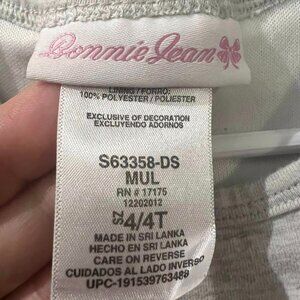 Bonnie Jean
LINING/FORRO:
100% POLYESTER / POLIESTER
EXCLUSIVE OF DECORATION
EXCLUYENDO ADORNOS
S63358-DS
MUL
RN # 17175
12202012
SZ 4/4T
MADE IN SRI LANKA
HECHO EN SRI LANKA
CARE ON REVERSE
CUIDADOS AL LADO INVERSO
UPC-191539763488